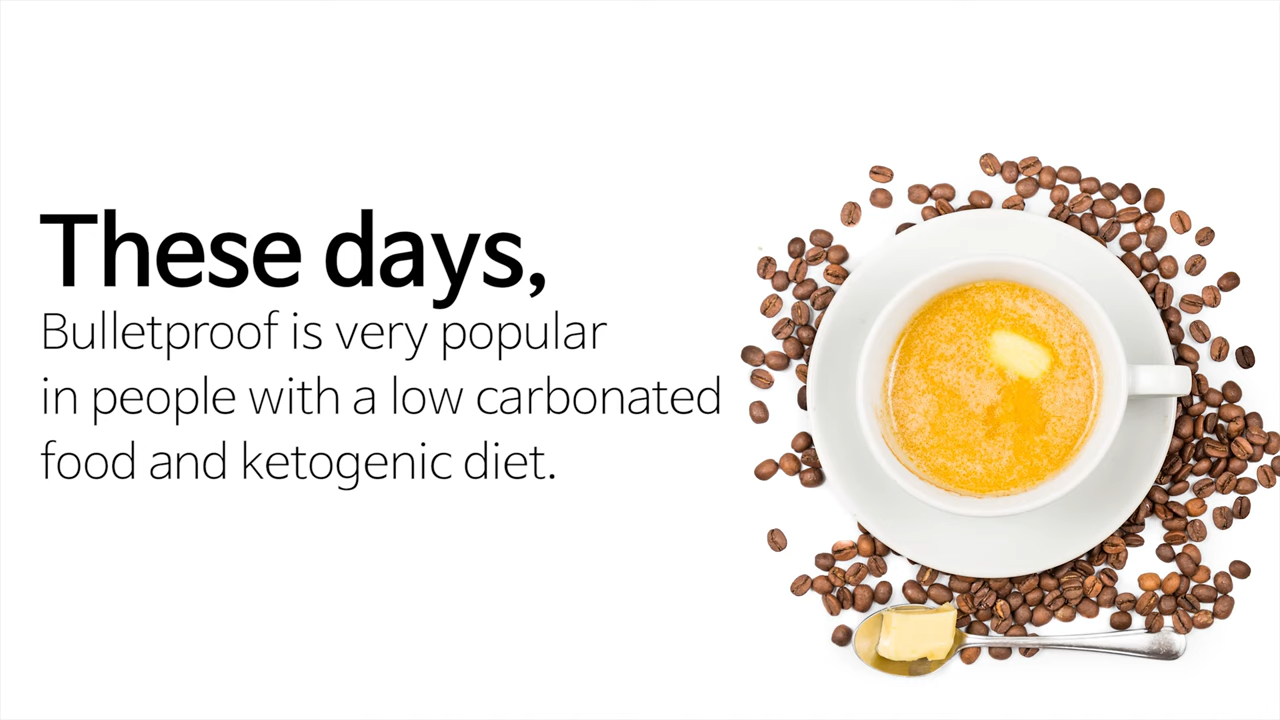 These days,
Bulletproof is very popular
in people with a low carbonated
food and ketogenic diet.